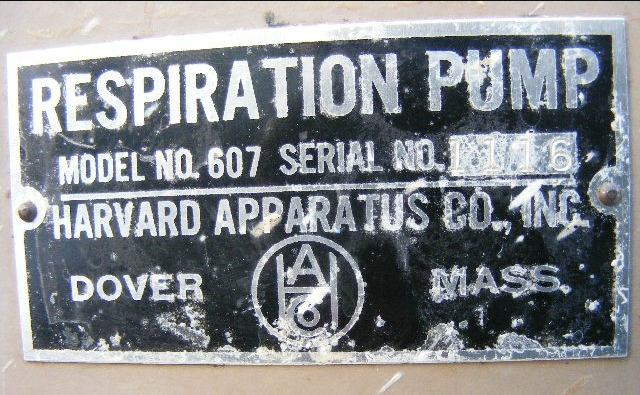 RESPIRATION PUMP
MODEL NO. 607 SERIAL NO. 1116
HARVARD APPARATUS CO., INC.
DOVER MASS.